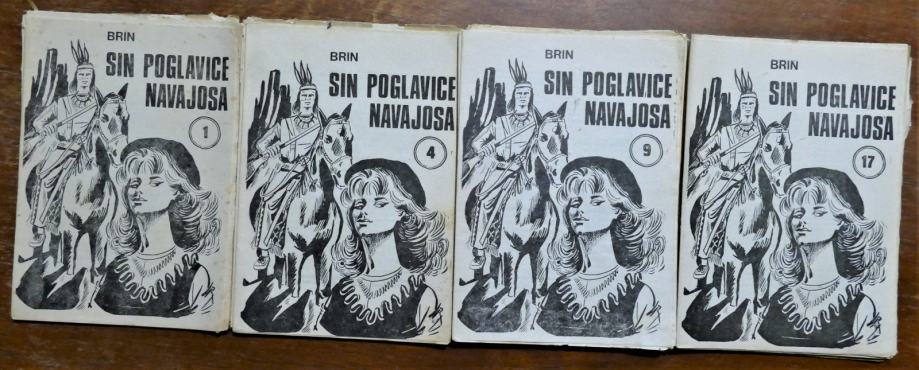 BRIN
SIN POGLAVICE
NAVAJOSA
1
BRIN
SIN POGLAVICE
NAVAJOSA
4
BRIN
SIN POGLAVICE
NAVAJOSA
9
BRIN
SIN POGLAVICE
NAVAJOSA
17